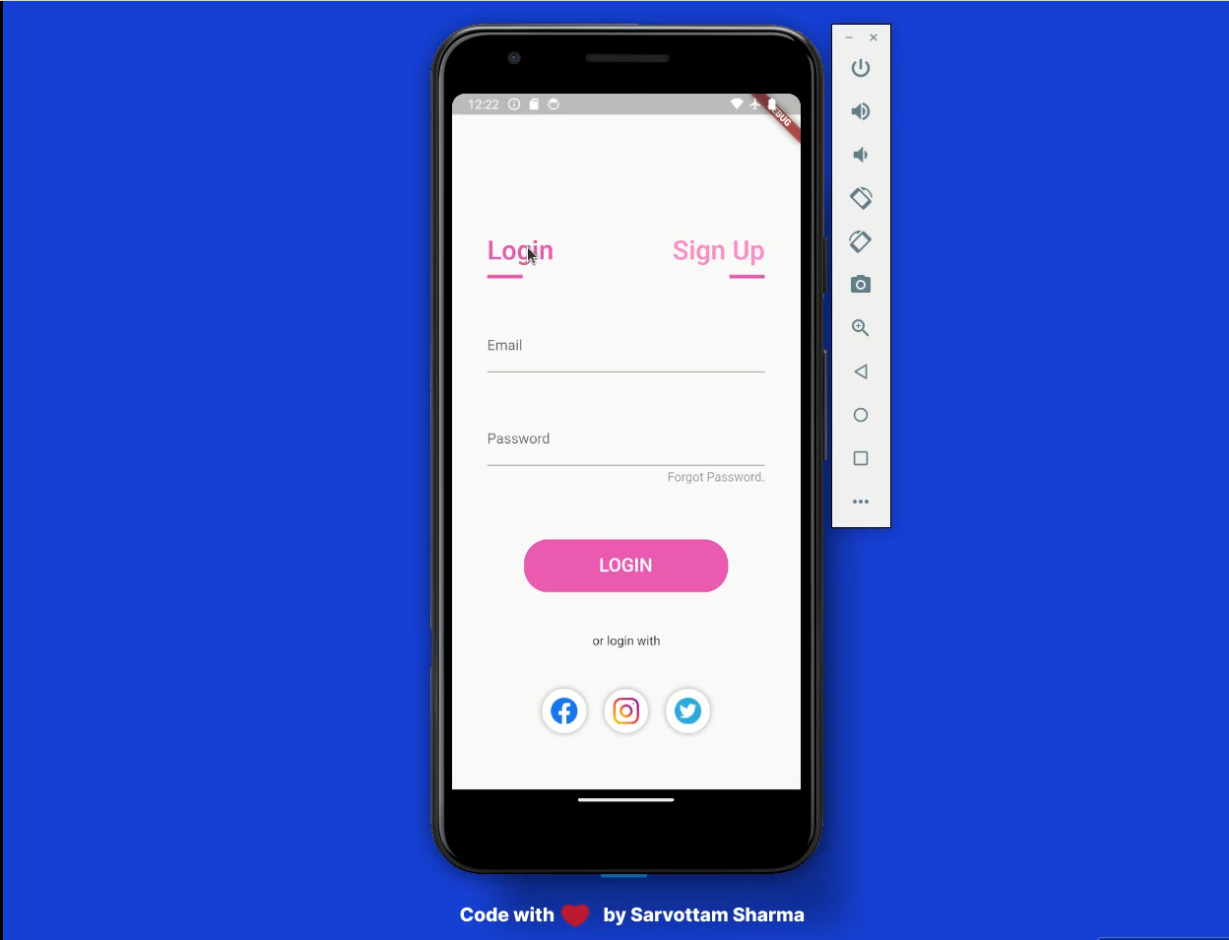 12:22
DEBUG
Login Sign Up
Email
Password
Forgot Password.
LOGIN
or login with
Code with by Sarvottam Sharma